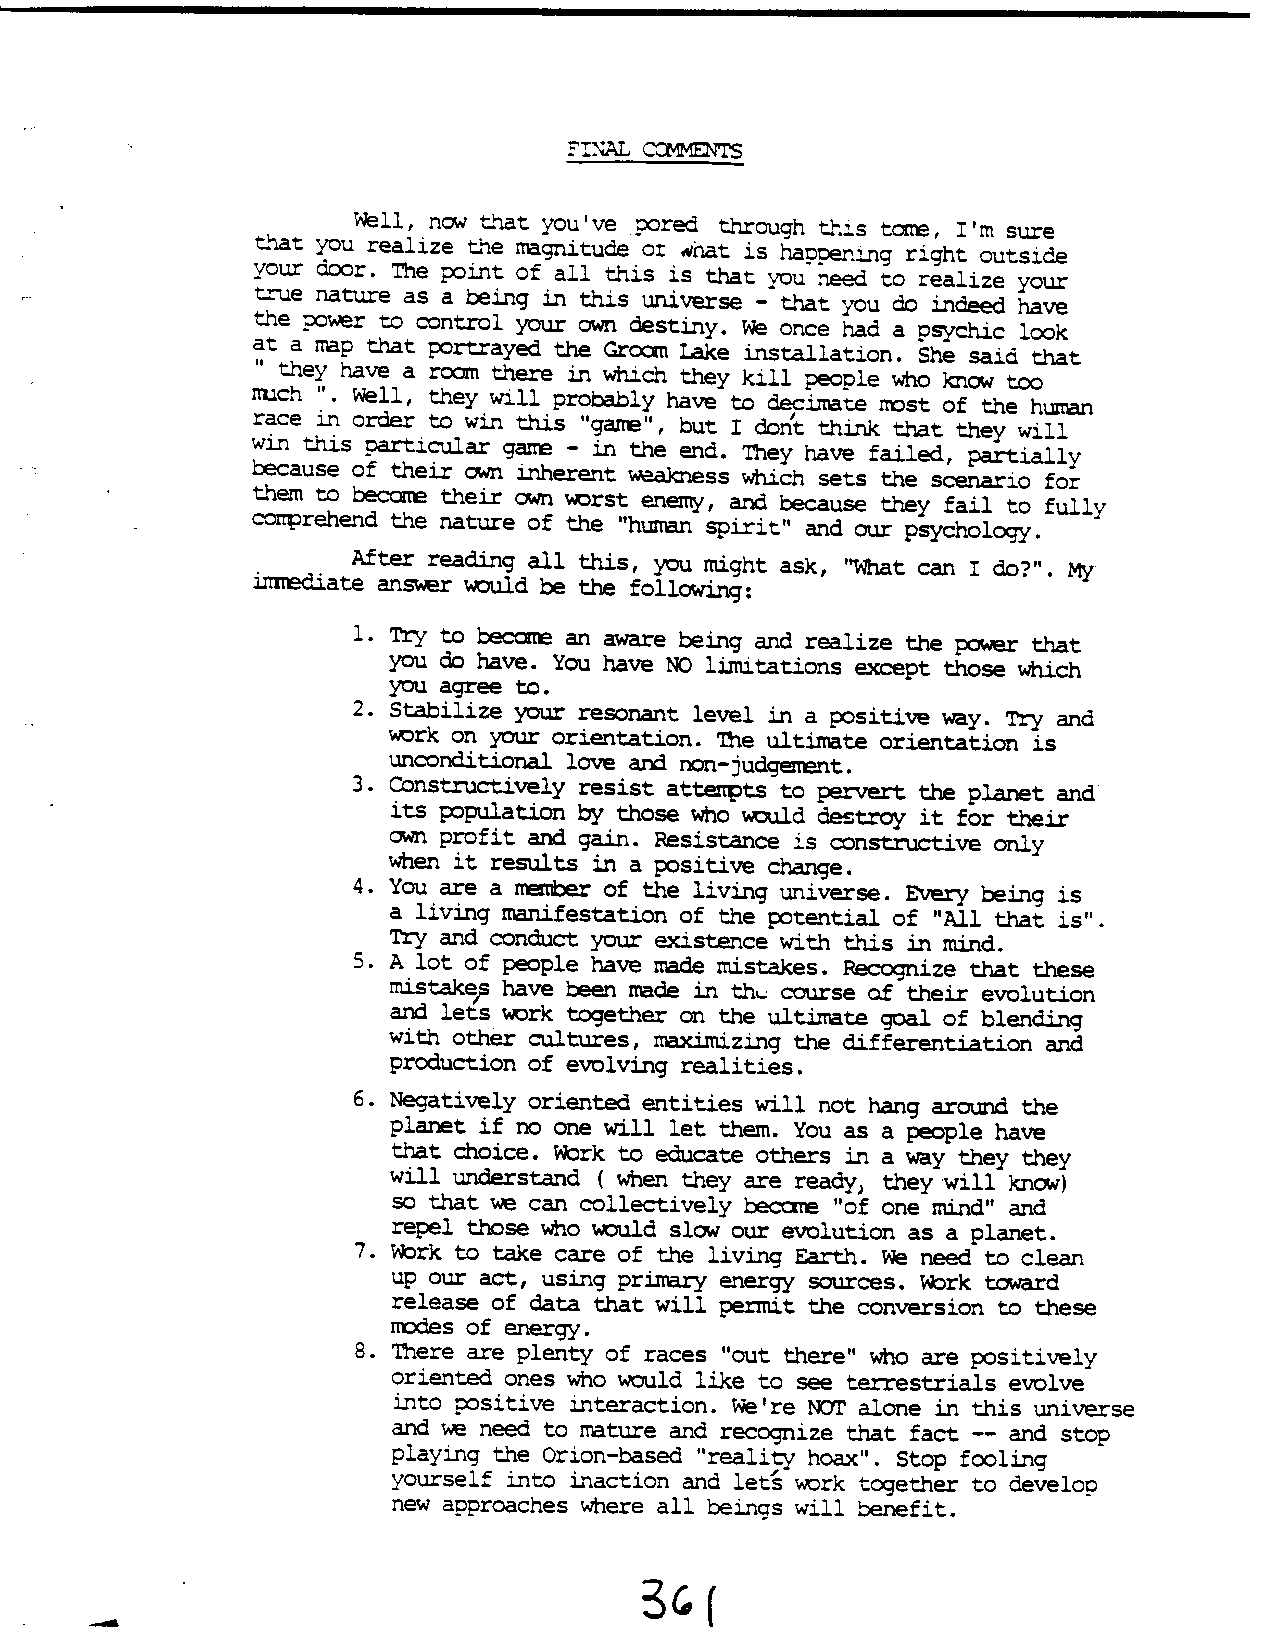 FINAL COMMENTS
Well, now that you've pored through this tome, I'm sure
that you realize the magnitude of what is happening right outside
your door. The point of all this is that you need to realize your
true nature as a being in this universe - that you do indeed have
the power to control your own destiny. We once had a psychic look
at a map that portrayed the Groom Lake installation. She said that
" they have a room there in which they kill people who know too
much ". Well, they will probably have to decimate most of the human
race in order to win this "game", but I don't think that they will
win this particular game - in the end. They have failed, partially
because of their own inherent weakness which sets the scenario for
them to become their own worst enemy, and because they fail to fully
comprehend the nature of the "human spirit" and our psychology.
After reading all this, you might ask, "What can I do?". My
immediate answer would be the following:
1. Try to become an aware being and realize the power that
you do have. You have NO limitations except those which
you agree to.
2. Stabilize your resonant level in a positive way. Try and
work on your orientation. The ultimate orientation is
unconditional love and non-judgement.
3. Constructively resist attempts to pervert the planet and
its population by those who would destroy it for their
own profit and gain. Resistance is constructive only
when it results in a positive change.
4. You are a member of the living universe. Every being is
a living manifestation of the potential of "All that is".
Try and conduct your existence with this in mind.
5. A lot of people have made mistakes. Recognize that these
mistakes have been made in the course of their evolution
and let's work together on the ultimate goal of blending
with other cultures, maximizing the differentiation and
production of evolving realities.
6. Negatively oriented entities will not hang around the
planet if no one will let them. You as a people have
that choice. Work to educate others in a way they they
will understand ( when they are ready, they will know)
so that we can collectively become "of one mind" and
repel those who would slow our evolution as a planet.
7. Work to take care of the living Earth. We need to clean
up our act, using primary energy sources. Work toward
release of data that will permit the conversion to these
modes of energy.
8. There are plenty of races "out there" who are positively
oriented ones who would like to see terrestrials evolve
into positive interaction. We're NOT alone in this universe
and we need to mature and recognize that fact -- and stop
playing the Orion-based "reality hoax". Stop fooling
yourself into inaction and let's work together to develop
new approaches where all beings will benefit.
361